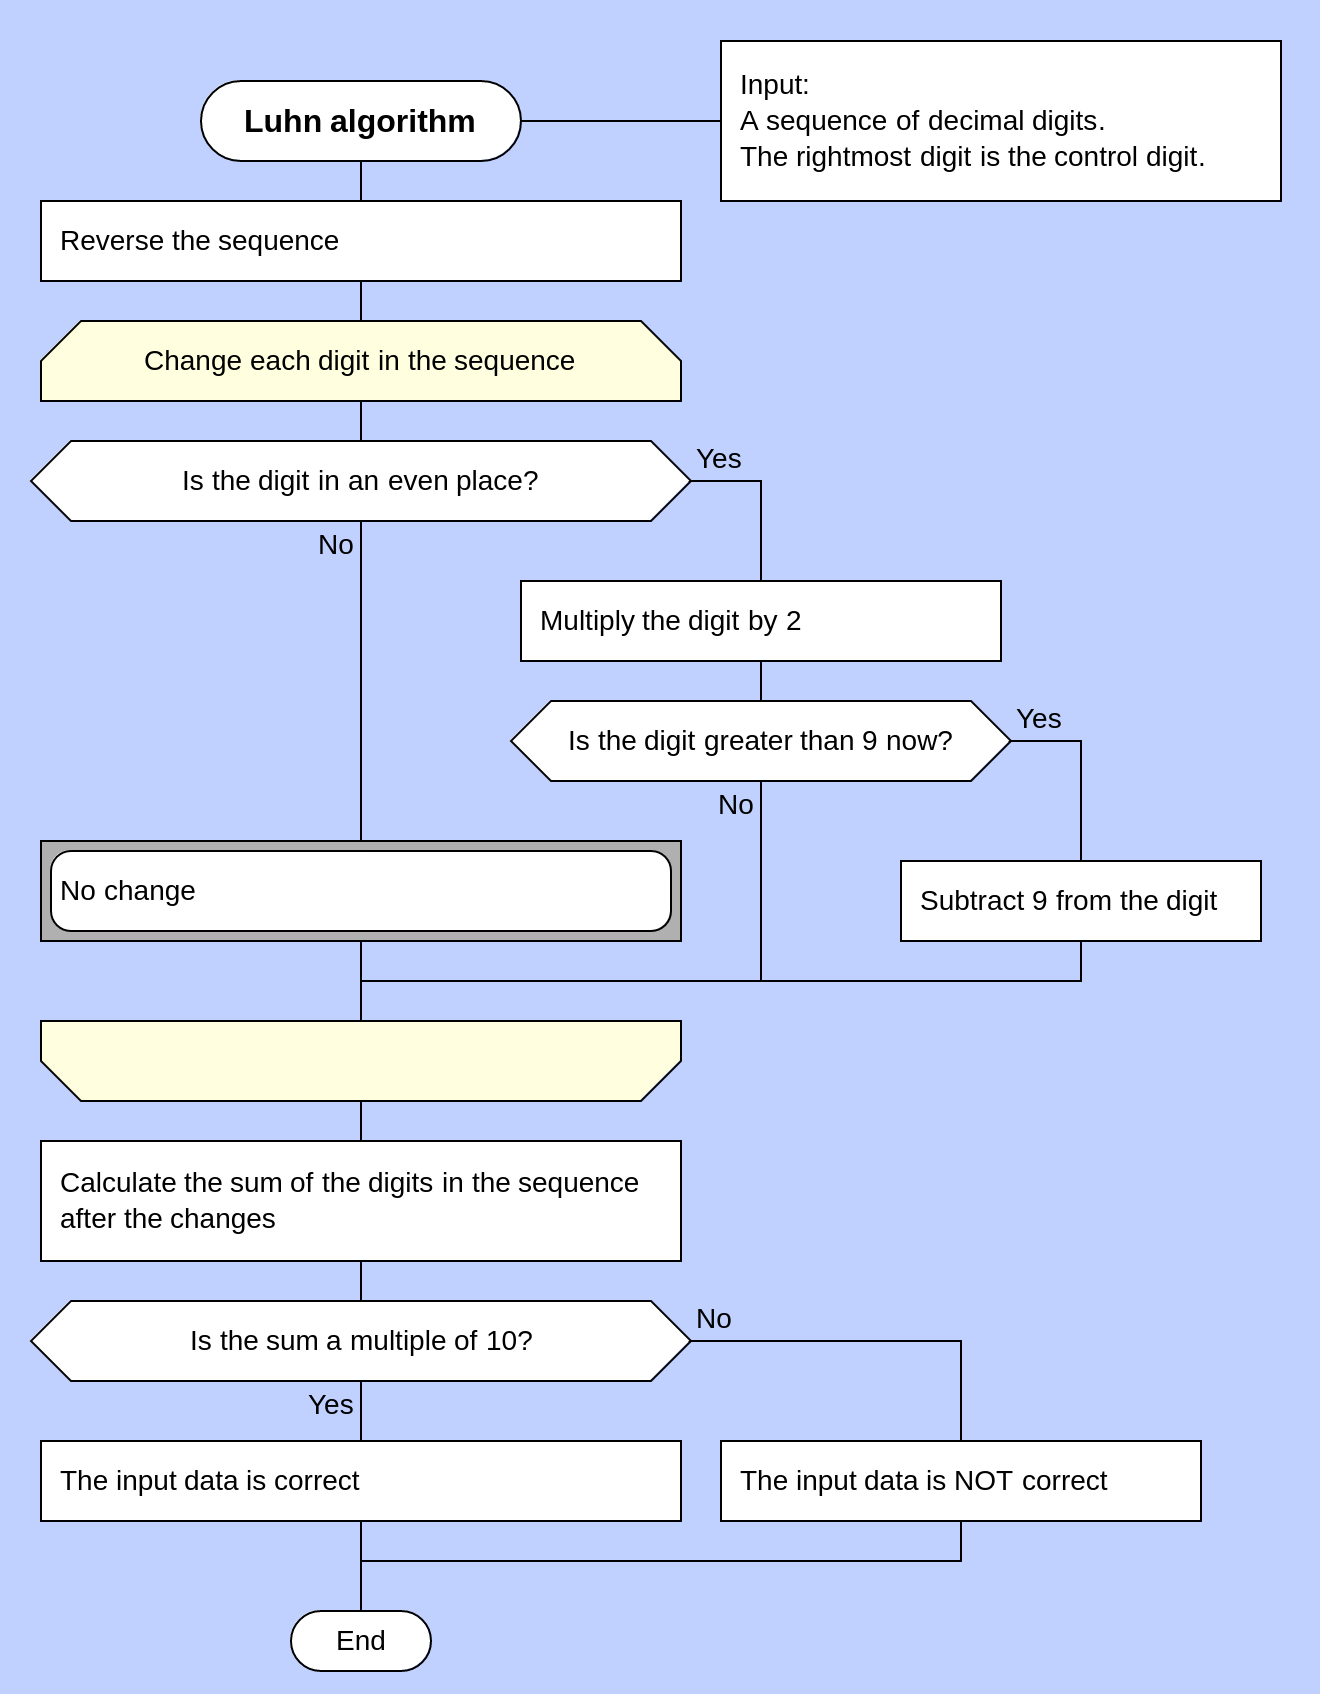 Luhn algorithm
Input:
A sequence of decimal digits.
The rightmost digit is the control digit.
Reverse the sequence
Change each digit in the sequence
Is the digit in an even place?
Yes
No
Multiply the digit by 2
Is the digit greater than 9 now?
Yes
No
No change
Subtract 9 from the digit
Calculate the sum of the digits in the sequence
after the changes
Is the sum a multiple of 10?
No
Yes
The input data is correct
The input data is NOT correct
End